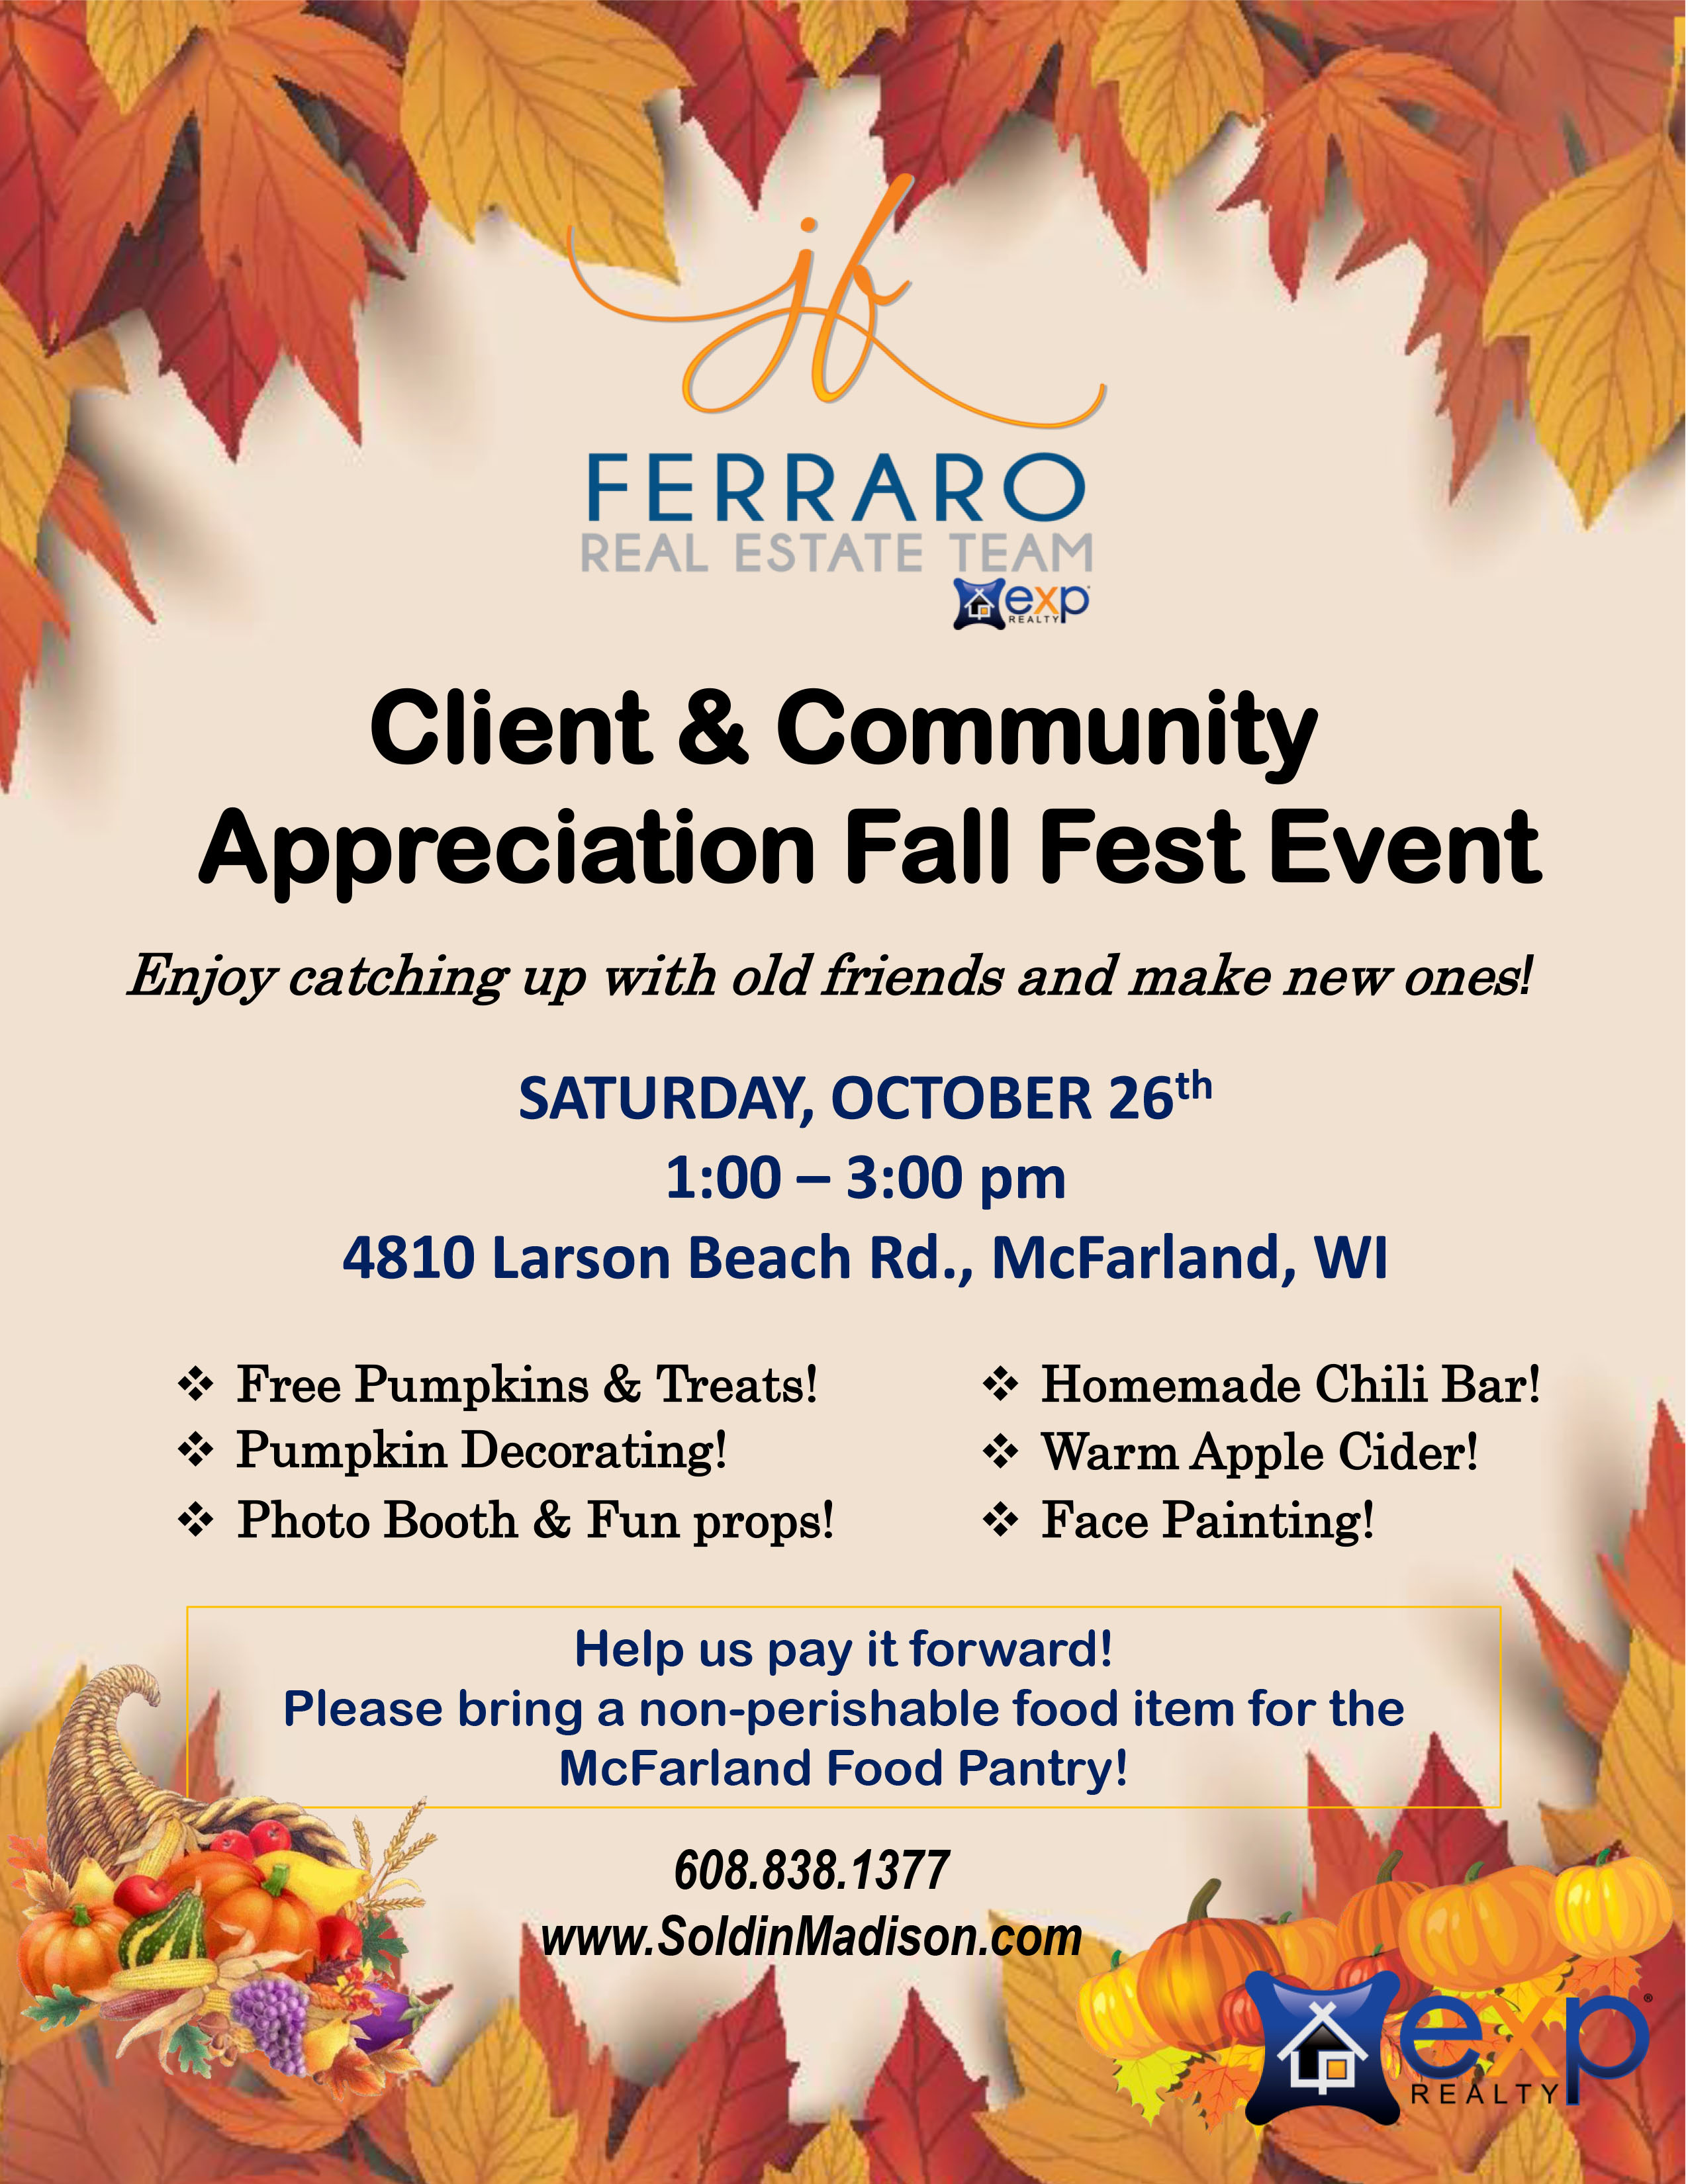 jf
FERRARO
REAL ESTATE TEAM
exp
REALTY
Client & Community
Appreciation Fall Fest Event
Enjoy catching up with old friends and make new ones!
SATURDAY, OCTOBER 26th
1:00 – 3:00 pm
4810 Larson Beach Rd., McFarland, WI
❖ Free Pumpkins & Treats!
❖ Pumpkin Decorating!
❖ Photo Booth & Fun props!
❖ Homemade Chili Bar!
❖ Warm Apple Cider!
❖ Face Painting!
Help us pay it forward!
Please bring a non-perishable food item for the
McFarland Food Pantry!
608.838.1377
www.SoldinMadison.com
exp®
REALTY